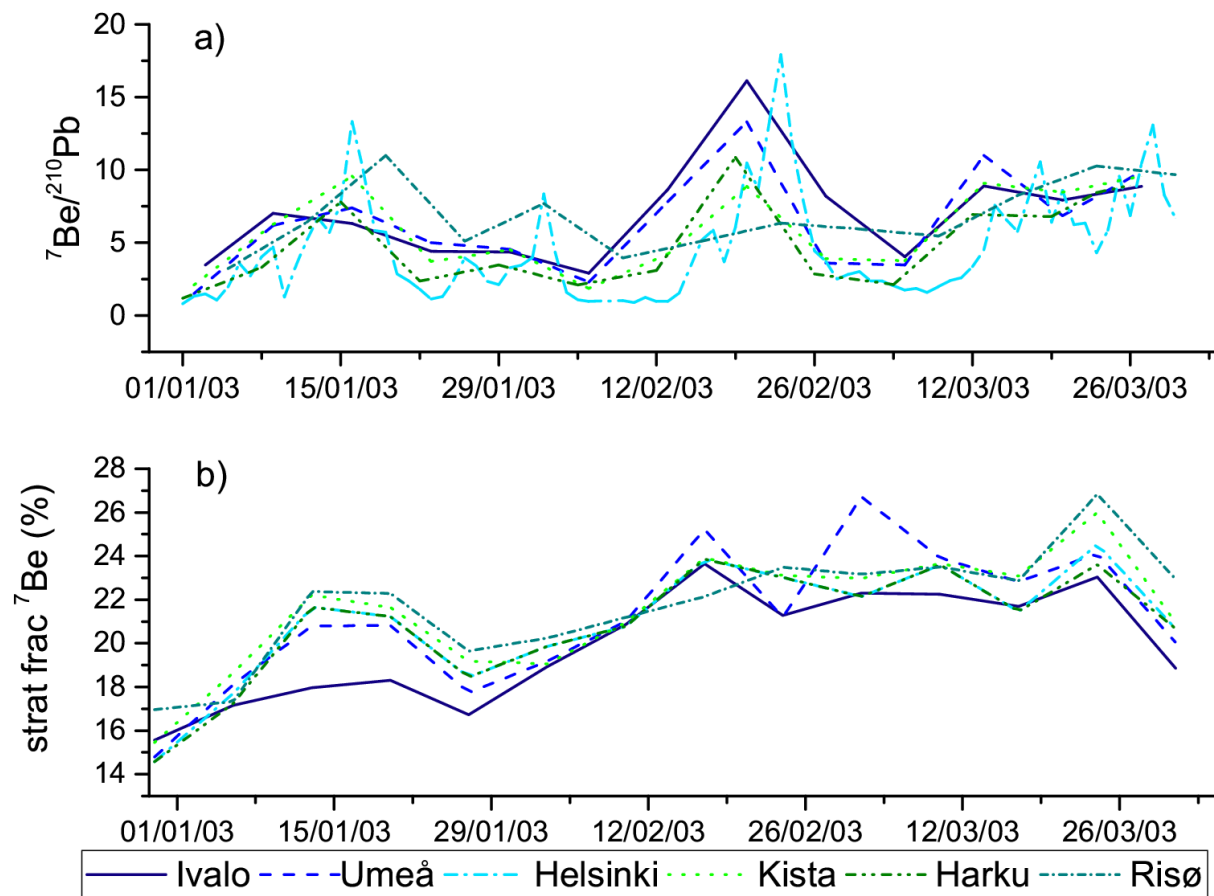 a)
⁷Be/²¹⁰Pb
20
15
10
5
0
01/01/03 15/01/03 29/01/03 12/02/03 26/02/03 12/03/03 26/03/03
b)
strat frac ⁷Be (%)
28
26
24
22
20
18
16
14
01/01/03 15/01/03 29/01/03 12/02/03 26/02/03 12/03/03 26/03/03
Ivalo Umeå Helsinki Kista Harku Risø